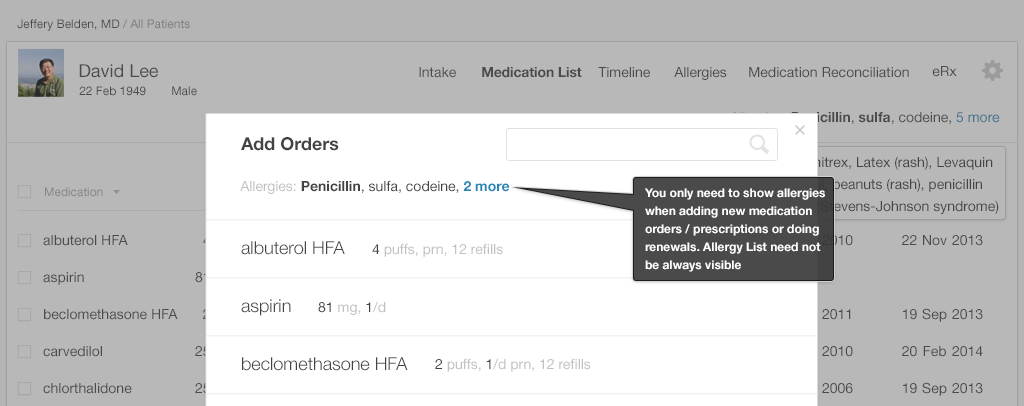 Jeffery Belden, MD / All Patients
David Lee
22 Feb 1949 Male
Intake Medication List Timeline Allergies Medication Reconciliation eRx
sulfa, codeine, 5 more
Add Orders
×
Latex (rash), Levaquin
Allergies: Penicillin, sulfa, codeine, 2 more
(rash), penicillin
Stevens-Johnson syndrome)
You only need to show allergies
when adding new medication
orders / prescriptions or doing
renewals. Allergy List need not
be always visible
Medication
albuterol HFA
2010 22 Nov 2013
aspirin
beclomethasone HFA
2011 19 Sep 2013
carvedilol
2010 20 Feb 2014
chlorthalidone
2006 19 Sep 2013
albuterol HFA 4 puffs, prn, 12 refills
aspirin 81 mg, 1/d
beclomethasone HFA 2 puffs, 1/d prn, 12 refills